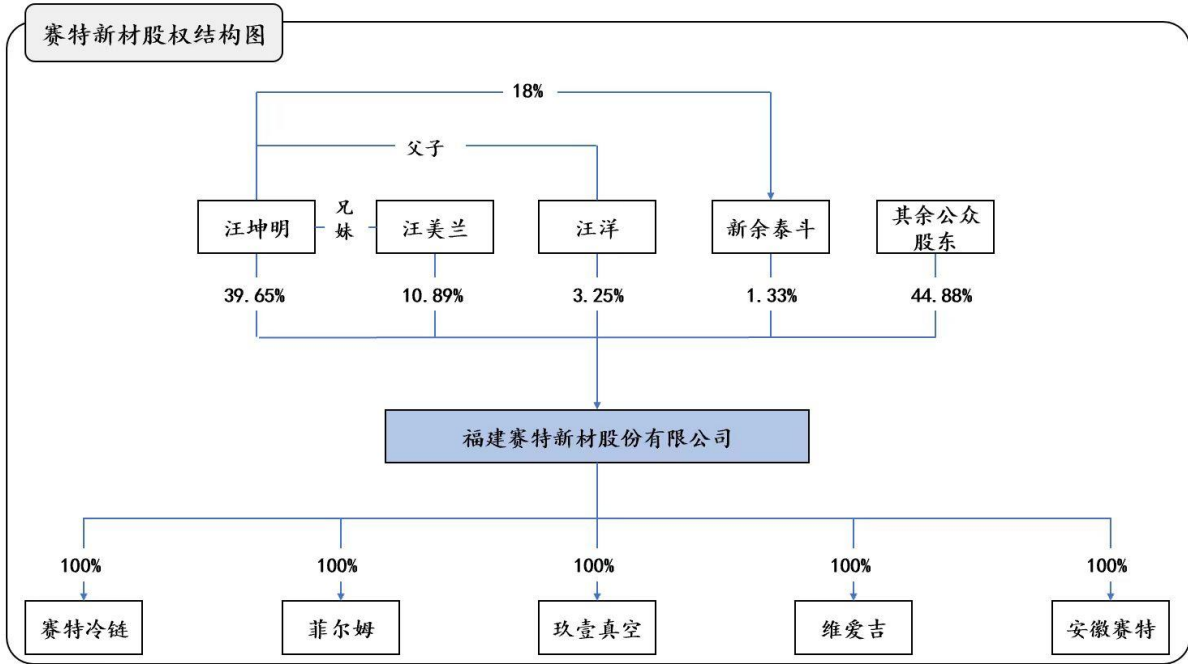 赛特新材股权结构图
18%
父子
汪坤明
兄
妹
汪美兰
汪洋
新余泰斗
其余公众
股东
39.65%
10.89%
3.25%
1.33%
44.88%
福建赛特新材股份有限公司
100%
100%
100%
100%
100%
赛特冷链
菲尔姆
玖壹真空
维爱吉
安徽赛特